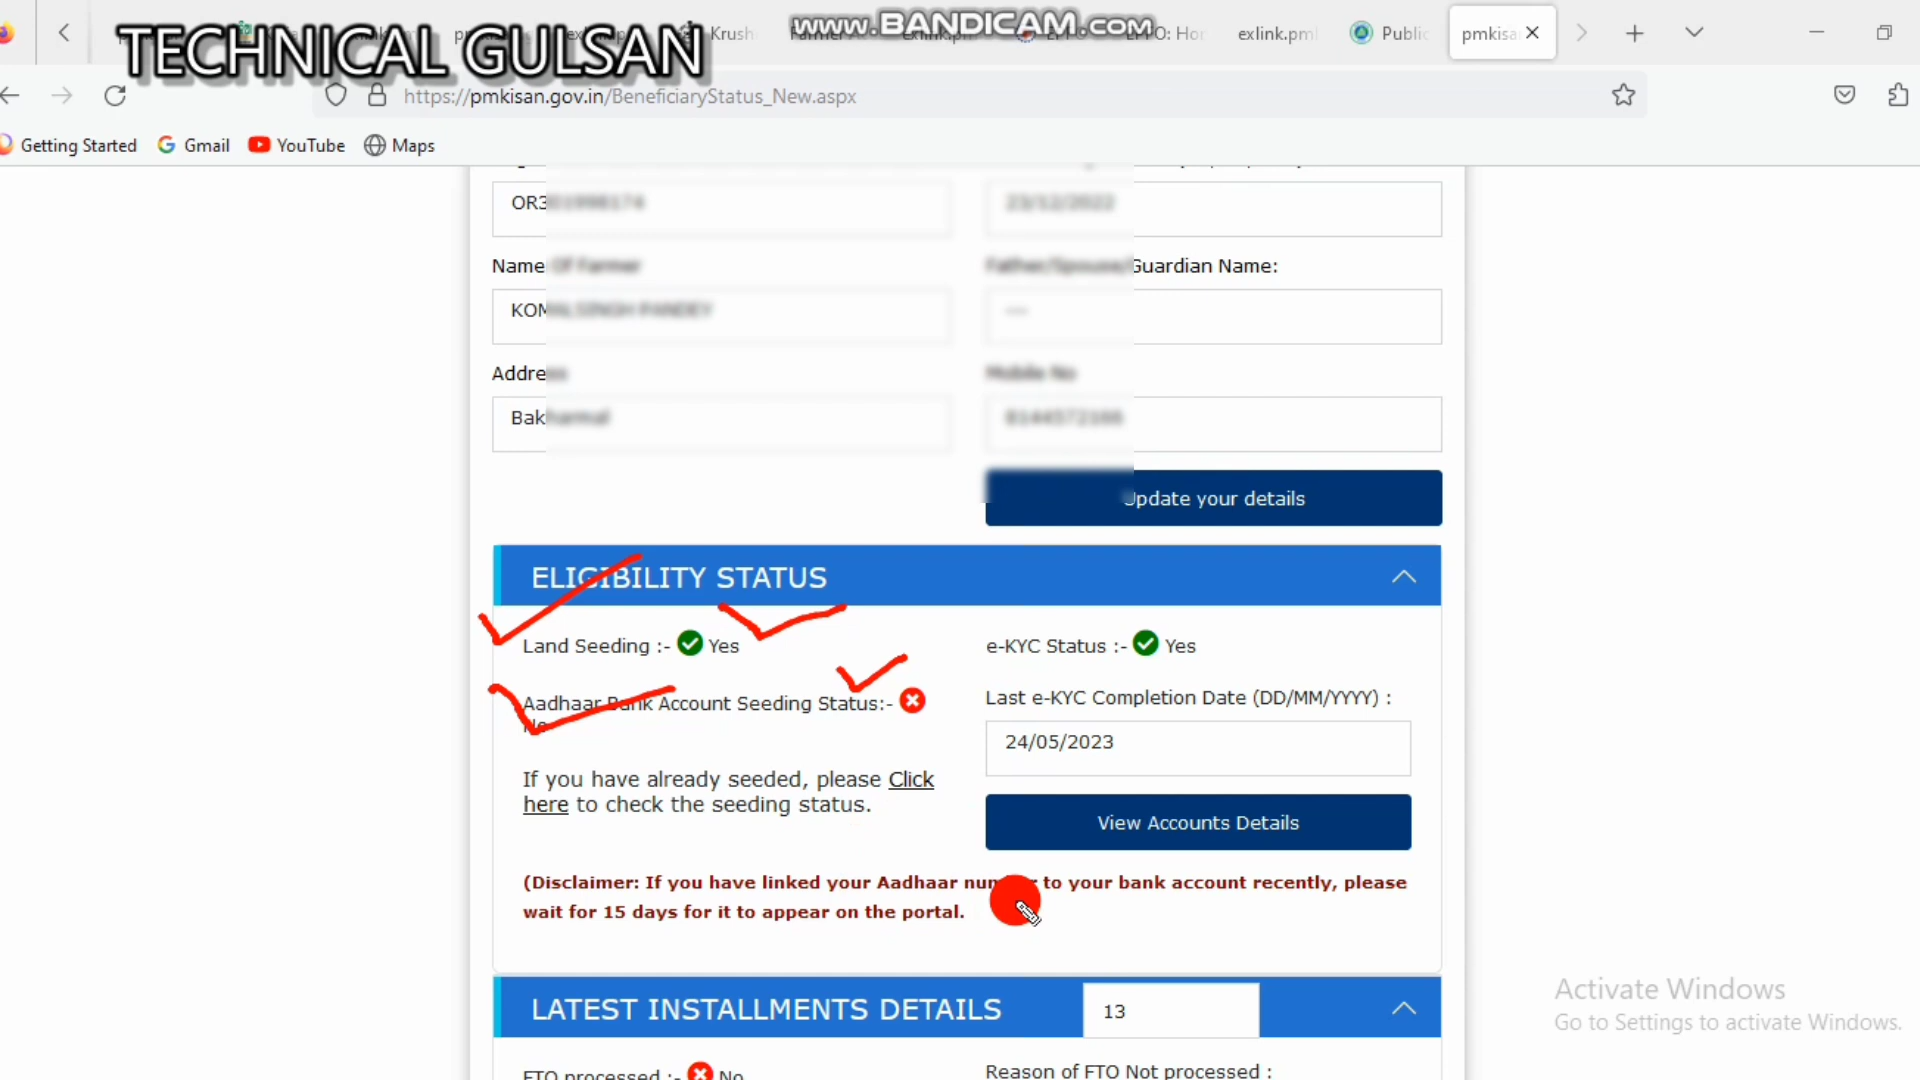 TECHNICAL GULSAN
www.BANDICAM.com
Krush
exlink.pml
Public
pmkisa
https://pmkisan.gov.in/BeneficiaryStatus_New.aspx
Getting Started
Gmail
YouTube
Maps
OR3
Name
Guardian Name:
KOM
Addre
Bak
Update your details
ELIGIBILITY STATUS
Land Seeding :- Yes
e-KYC Status :- Yes
Aadhaar Bank Account Seeding Status:-
No
Last e-KYC Completion Date (DD/MM/YYYY) :
24/05/2023
If you have already seeded, please Click
here to check the seeding status.
View Accounts Details
(Disclaimer: If you have linked your Aadhaar number to your bank account recently, please
wait for 15 days for it to appear on the portal.
LATEST INSTALLMENTS DETAILS
13
FTO processed :- No
Reason of FTO Not processed :
Activate Windows
Go to Settings to activate Windows.